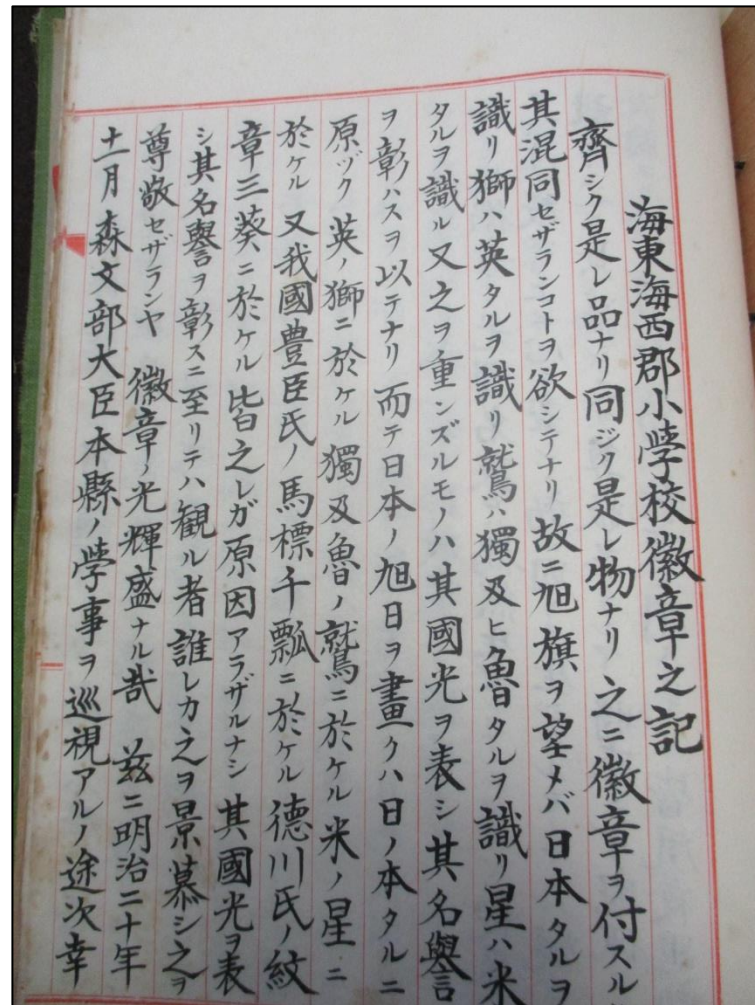 海東海西郡小學校徽章之記
齊シク是レ品ナリ同ジク是レ物ナリ之ニ徽章ヲ付スル
其混同セザランコトヲ欲シテナリ故ニ旭旗ヲ望メバ日本タルヲ
識リ獅ハ英タルヲ識リ鷲ハ獨及ヒ魯タルヲ識リ星ハ米
タルヲ識ル又之ヲ重ンズルモノハ其國光ヲ表シ其名譽
ヲ彰ハスヲ以テナリ而テ日本ノ旭日ヲ畫クハ日ノ本タルニ
原ヅク英ノ獅ニ於ケル獨及魯ノ鷲ニ於ケル米ノ星ニ
於ケル又我國豊臣氏ノ馬標千瓢ニ於ケル徳川氏ノ紋
章三葵ニ於ケル皆之レガ原因アラザルナシ其國光ヲ表
シ其名譽ヲ彰スニ至リテハ観ル者誰レカ之ヲ景慕シ之ヲ
尊敬セザランヤ徽章ノ光輝盛ナル哉茲ニ明治二十年
十一月森文部大臣本縣ノ學事ヲ巡視アルノ途次幸